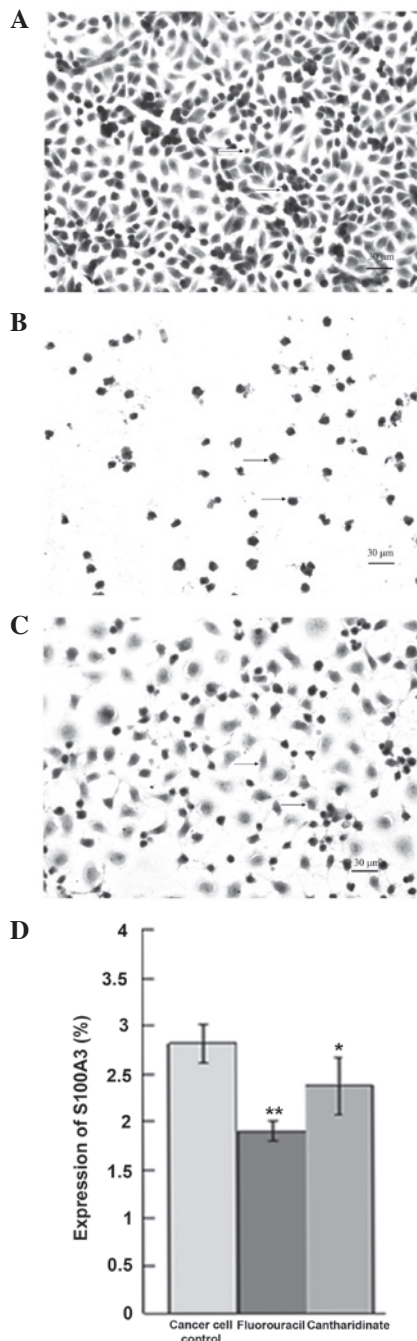 A
30 μm
B
30 μm
C
30 μm
D
4
3.5
3
2.5
2
1.5
1
0.5
0
Expression of S100A3 (%)
**
*
Cancer cell control
Fluorouracil
Cantharidinate